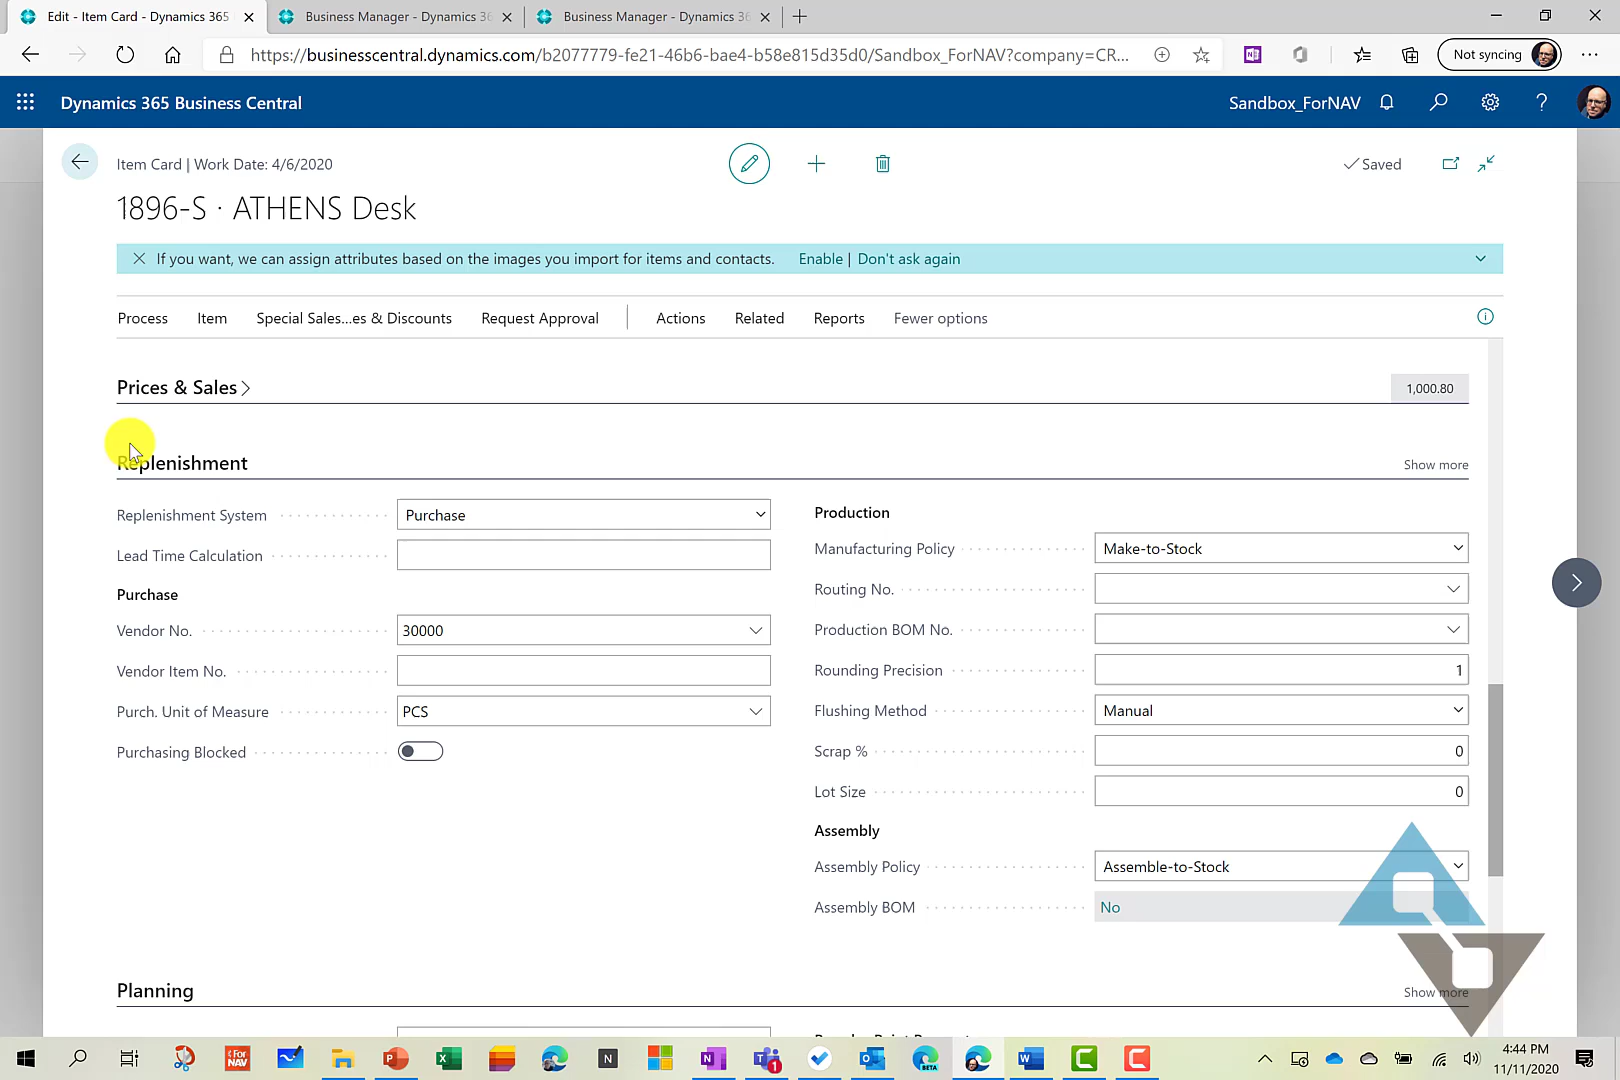 Edit - Item Card - Dynamics 365
Business Manager - Dynamics 36
Business Manager - Dynamics 36
https://businesscentral.dynamics.com/b2077779-fe21-46b6-bae4-b58e815d35d0/Sandbox_ForNAV?company=CR...
Not syncing
Dynamics 365 Business Central
Sandbox_ForNAV
Item Card | Work Date: 4/6/2020
Saved
1896-S · ATHENS Desk
If you want, we can assign attributes based on the images you import for items and contacts. Enable | Don't ask again
Process Item Special Sales...es & Discounts Request Approval Actions Related Reports Fewer options
Prices & Sales 1,000.80
Replenishment Show more
Replenishment System Purchase
Lead Time Calculation
Purchase
Vendor No. 30000
Vendor Item No.
Purch. Unit of Measure PCS
Purchasing Blocked
Production
Manufacturing Policy Make-to-Stock
Routing No.
Production BOM No.
Rounding Precision 1
Flushing Method Manual
Scrap % 0
Lot Size 0
Assembly
Assembly Policy Assemble-to-Stock
Assembly BOM No
Planning Show more
4:44 PM
11/11/2020